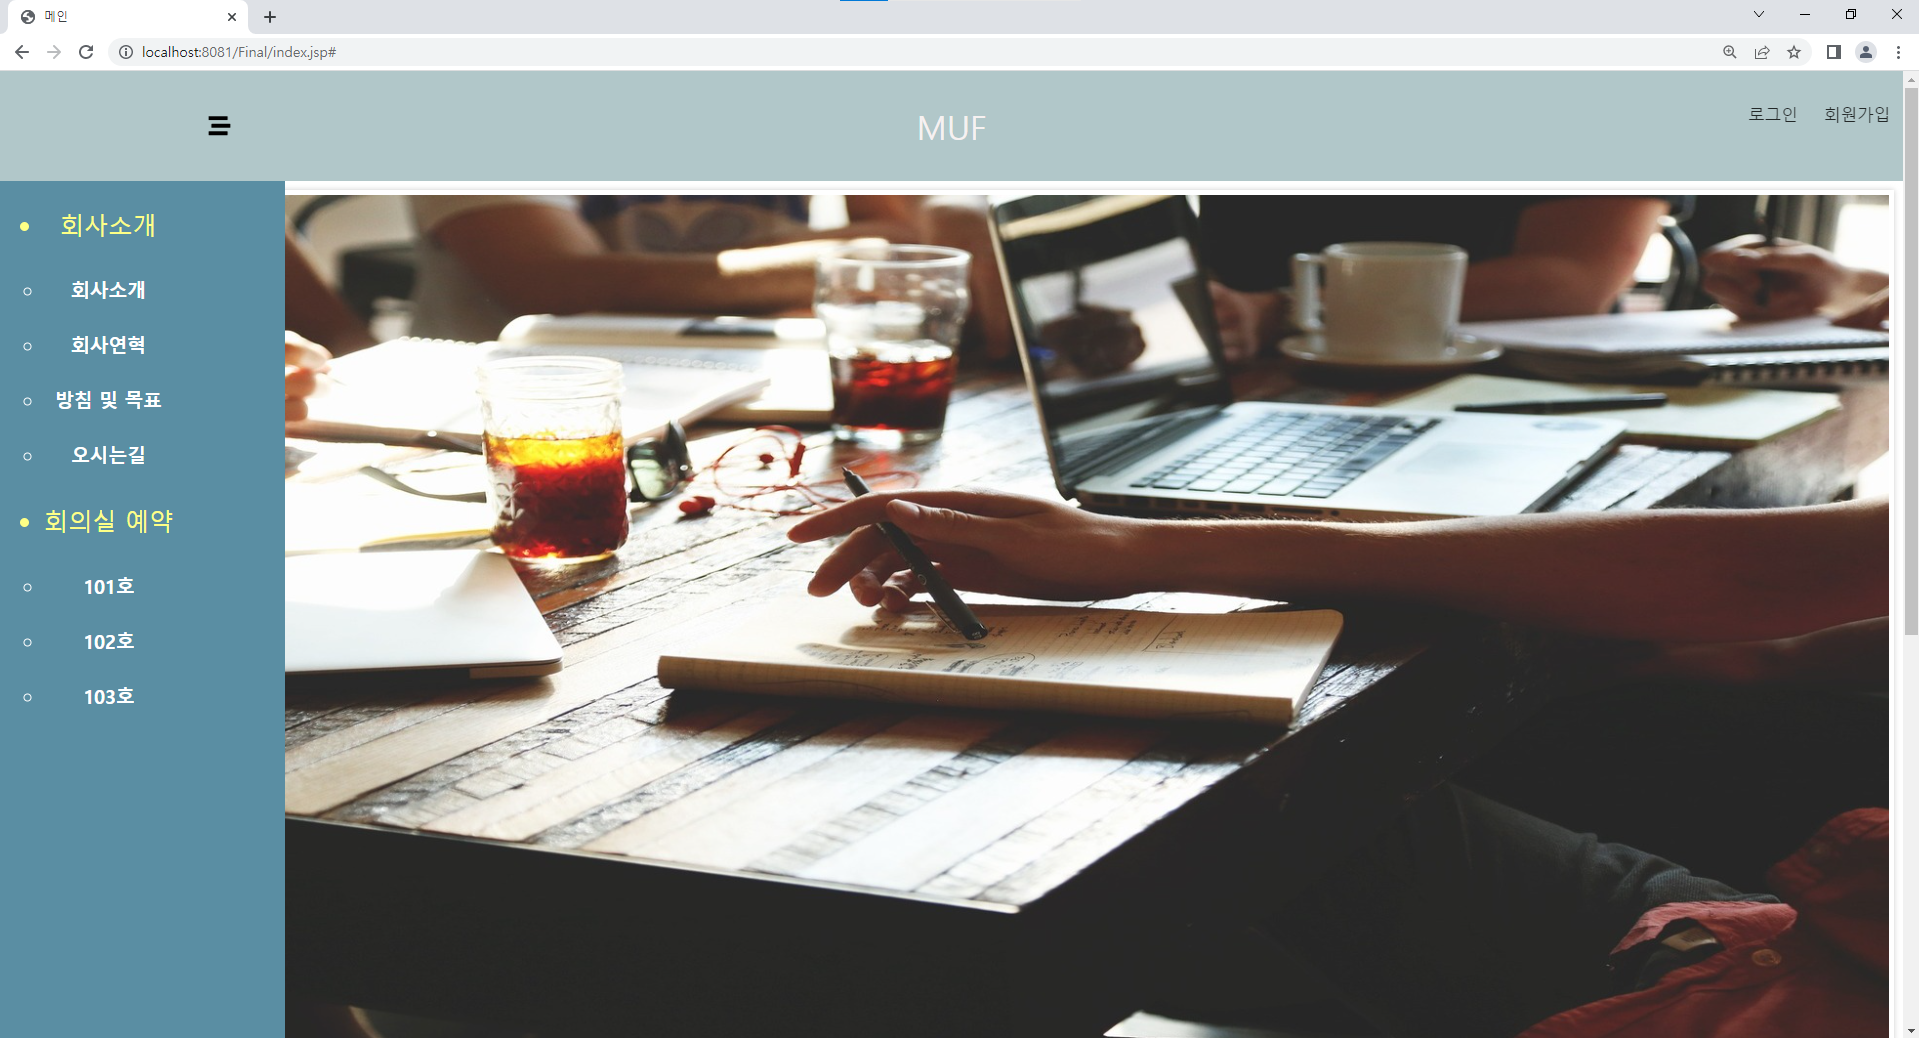 메인
localhost:8081/Final/index.jsp#
MUF
로그인 회원가입
회사소개
회사소개
회사연혁
방침 및 목표
오시는길
회의실 예약
101호
102호
103호